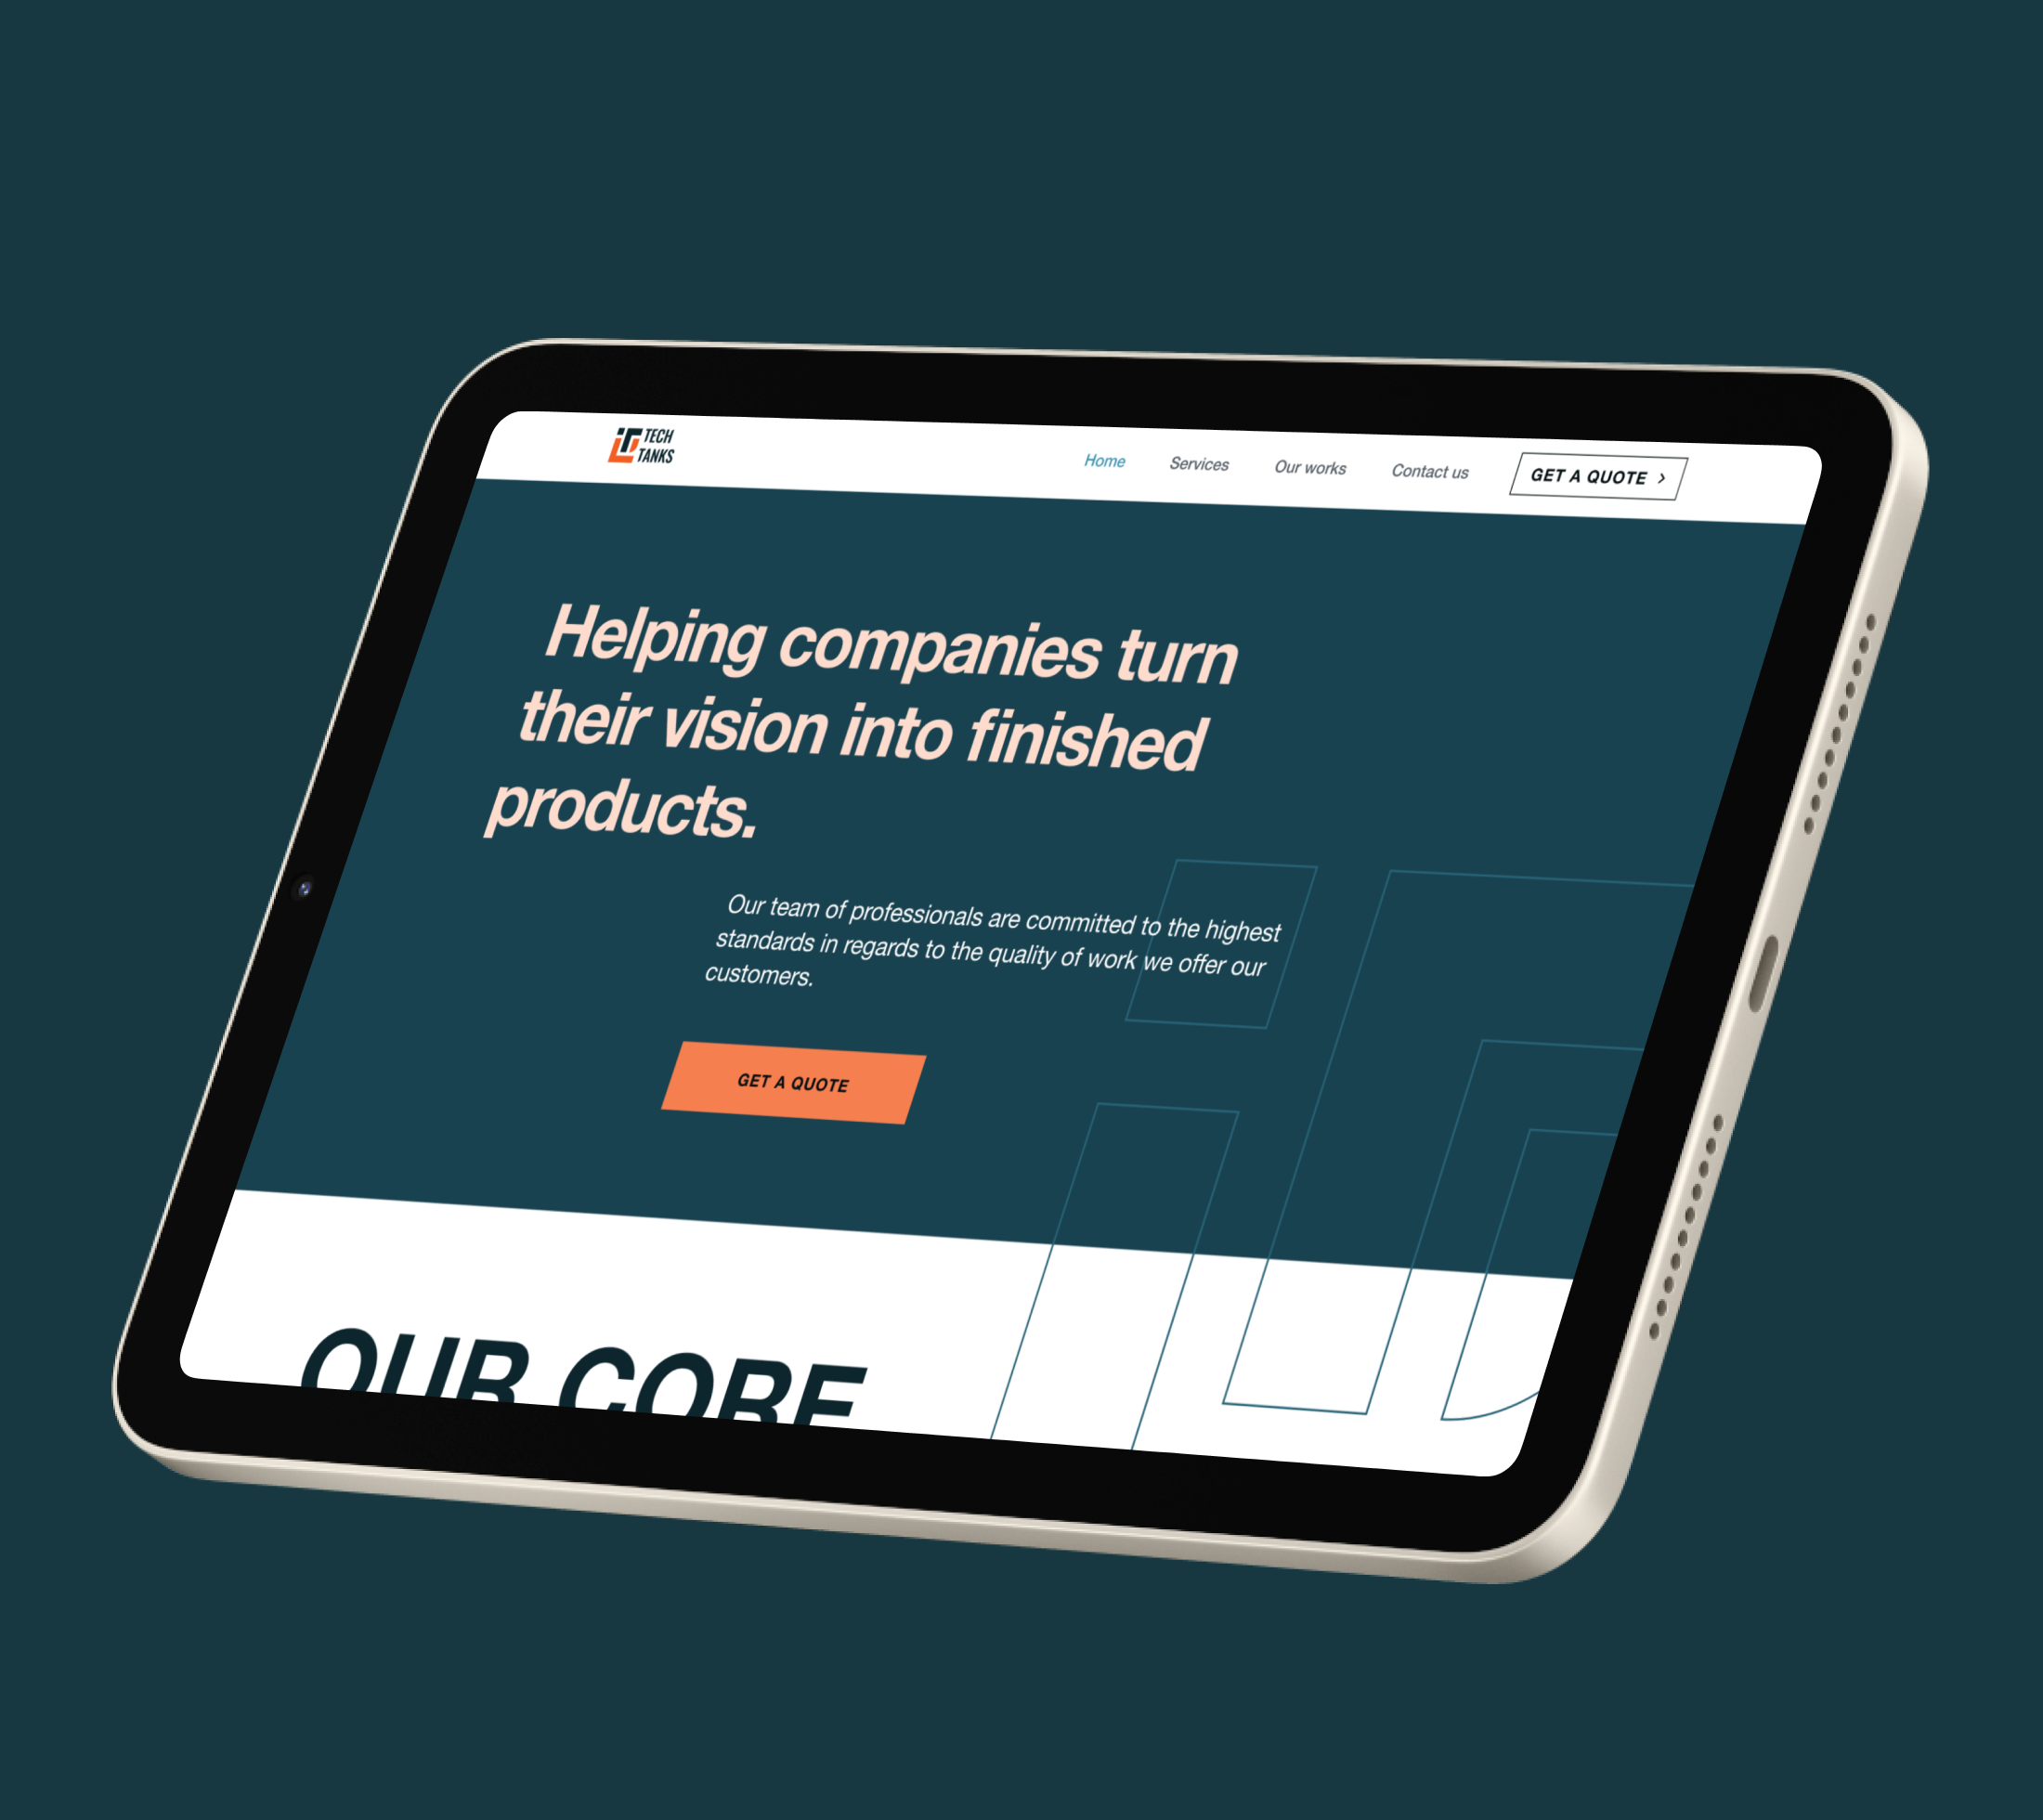 TECH
TANKS
Home Services Our works Contact us GET A QUOTE
Helping companies turn
their vision into finished
products.
Our team of professionals are committed to the highest
standards in regards to the quality of work we offer our
customers.
GET A QUOTE
OUR CORE